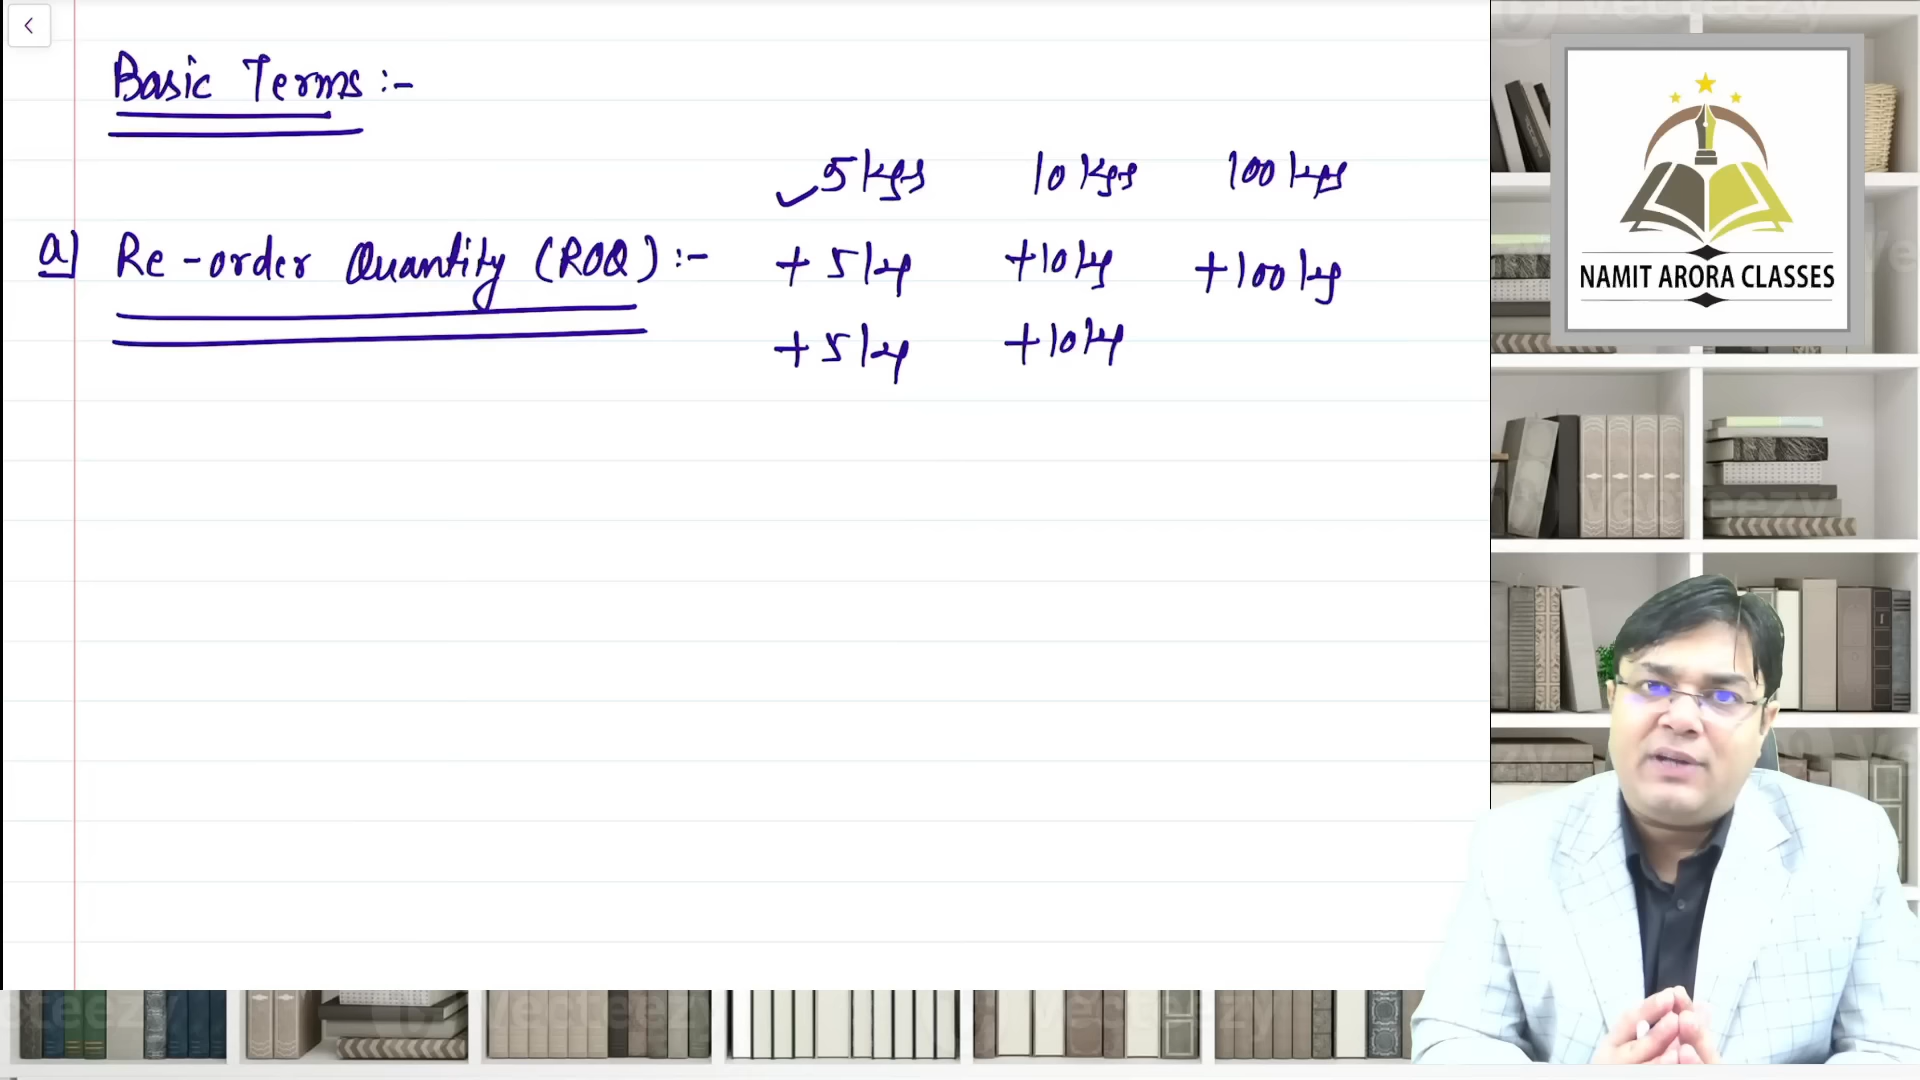 Basic Terms :-
5 kgs 10 kgs 100 kgs
a) Re-order Quantity (ROQ) :- + 5 kg +10 kg +100 kg
+ 5 kg +10 kg
NAMIT ARORA CLASSES
vecteezy